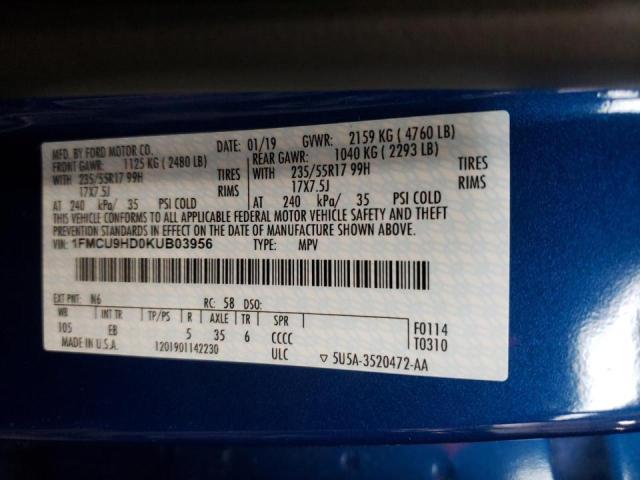 MFD. BY FORD MOTOR CO. DATE: 01/19 GVWR: 2159 KG ( 4760 LB)
FRONT GAWR: 1125 KG ( 2480 LB) REAR GAWR: 1040 KG ( 2293 LB)
WITH 235/55R17 99H TIRES WITH 235/55R17 99H TIRES
17X7.5J RIMS 17X7.5J RIMS
AT 240 kPa/ 35 PSI COLD AT 240 kPa/ 35 PSI COLD
THIS VEHICLE CONFORMS TO ALL APPLICABLE FEDERAL MOTOR VEHICLE SAFETY AND THEFT
PREVENTION STANDARDS IN EFFECT ON THE DATE OF MANUFACTURE SHOWN ABOVE.
VIN: 1FMCU9HD0KUB03956 TYPE: MPV
EXT PNT: N6 RC: 58 DSO:
WB INT TR TP/PS R AXLE TR SPR F0114
105 EB 5 35 6 CCCC T0310
MADE IN U.S.A. 1201901142230 ULC ▽ 5U5A-3520472-AA